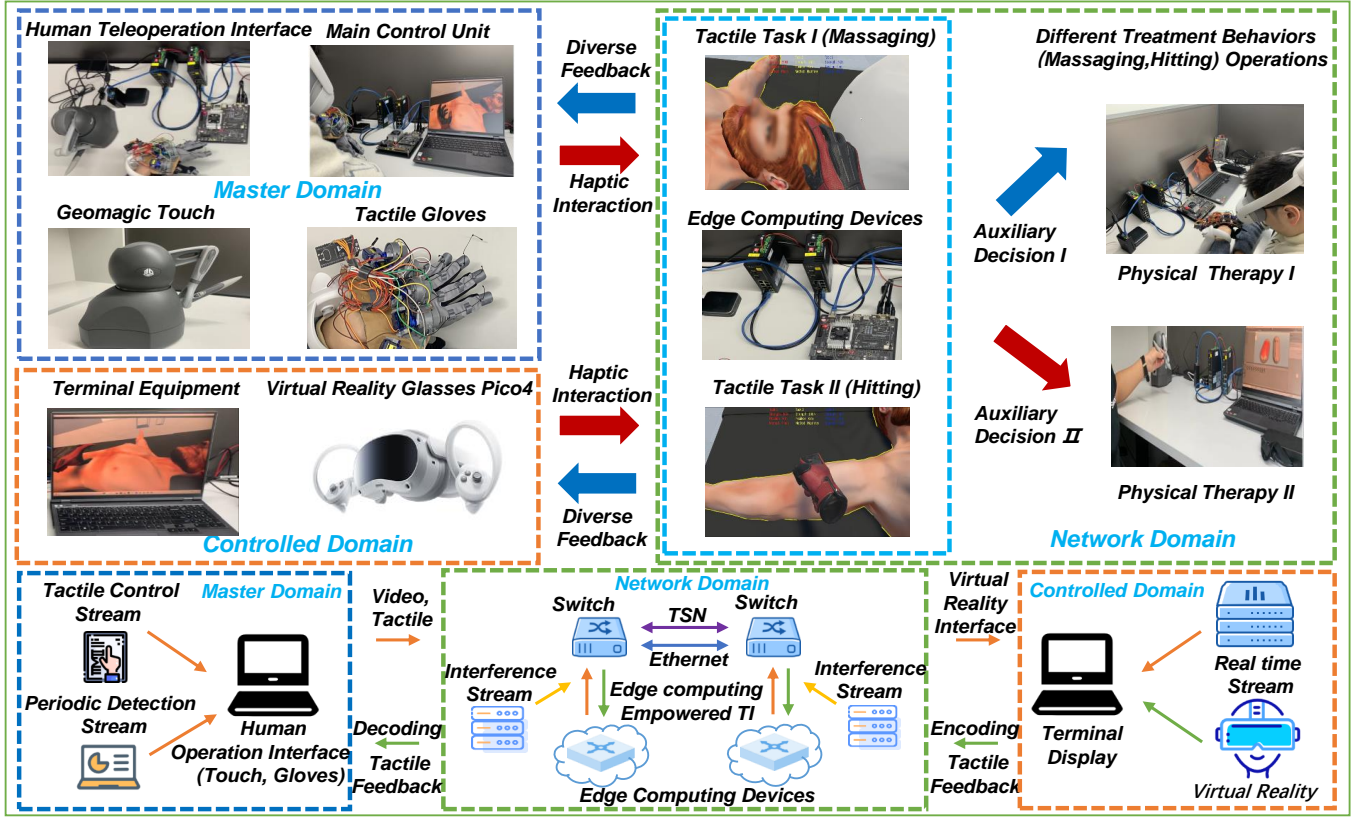 Human Teleoperation Interface
Main Control Unit
Master Domain
Geomagic Touch
Tactile Gloves
Diverse
Feedback
Haptic
Interaction
Tactile Task I (Massaging)
Edge Computing Devices
Tactile Task II (Hitting)
Different Treatment Behaviors
(Massaging,Hitting) Operations
Auxiliary
Decision I
Physical Therapy I
Auxiliary
Decision II
Physical Therapy II
Network Domain
Terminal Equipment
Virtual Reality Glasses Pico4
Controlled Domain
Haptic
Interaction
Diverse
Feedback
Tactile Control
Stream
Master Domain
Periodic Detection
Stream
Human
Operation Interface
(Touch, Gloves)
Video,
Tactile
Decoding
Tactile
Feedback
Network Domain
Switch
Switch
TSN
Ethernet
Interference
Stream
Edge computing
Empowered TI
Interference
Stream
Edge Computing Devices
Virtual
Reality
Interface
Encoding
Tactile
Feedback
Controlled Domain
Real time
Stream
Terminal
Display
Virtual Reality